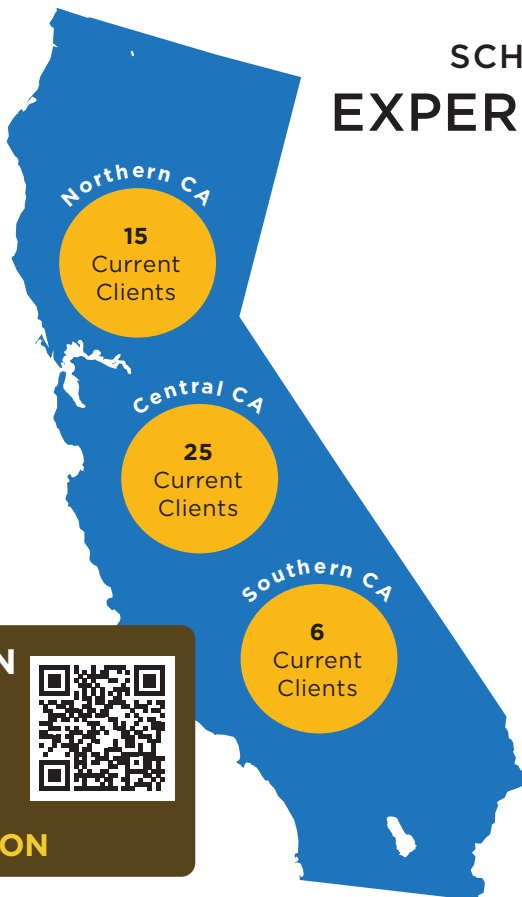 SCH
EXPER
Northern CA
15
Current
Clients
Central CA
25
Current
Clients
Southern CA
6
Current
Clients
N
ON